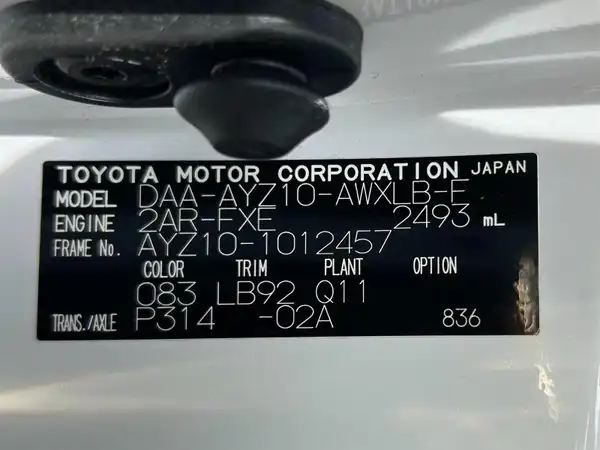 TOYOTA MOTOR CORPORATION JAPAN
MODEL DAA-AYZ10-AWXLB-E
ENGINE 2AR-FXE 2493 mL
FRAME No. AYZ10-1012457
COLOR TRIM PLANT OPTION
083 LB92 Q11
TRANS./AXLE P314 -02A 836